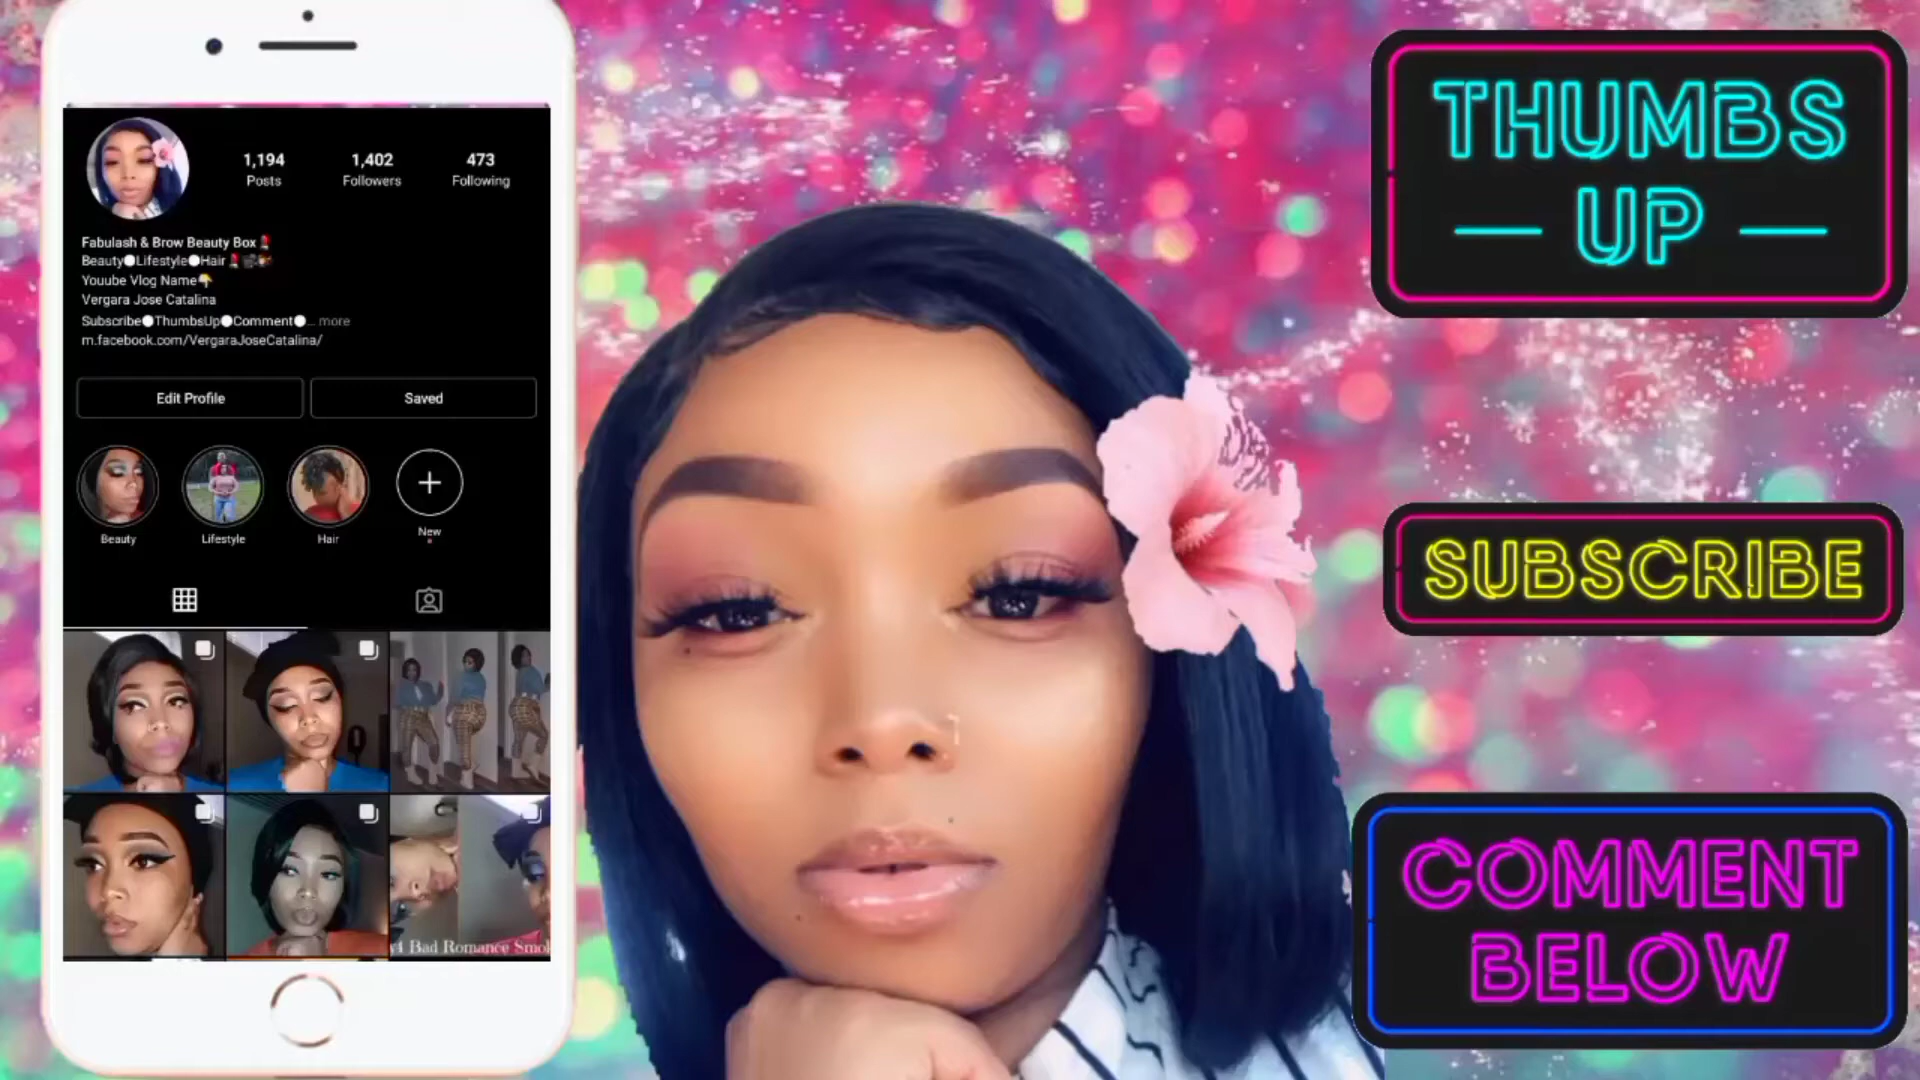 1,194
Posts
1,402
Followers
473
Following
Fabulash & Brow Beauty Box
Beauty●Lifestyle●Hair
Youube Vlog Name
Vergara Jose Catalina
Subscribe●ThumbsUp●Comment●... more
m.facebook.com/VergaraJoseCatalina/
Edit Profile
Saved
Beauty
Lifestyle
Hair
New
Bad Romance
THUMBS
UP
SUBSCRIBE
COMMENT
BELOW